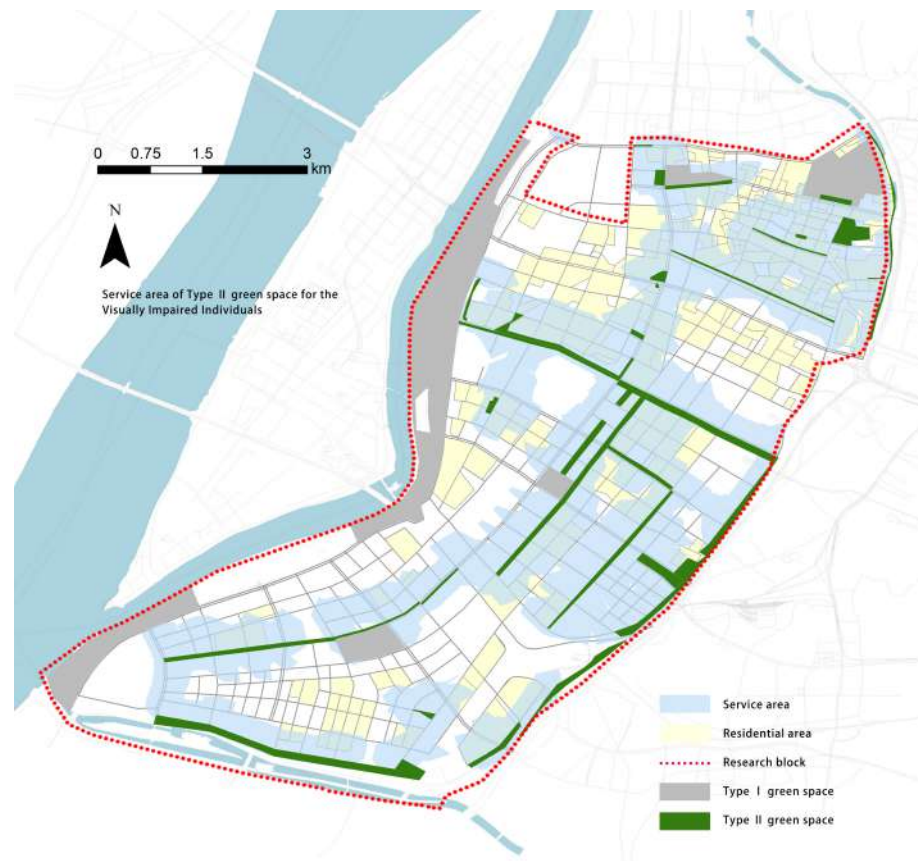 0 0.75 1.5 3
km
N
Service area of Type II green space for the
Visually Impaired Individuals
Service area
Residential area
Research block
Type I green space
Type II green space